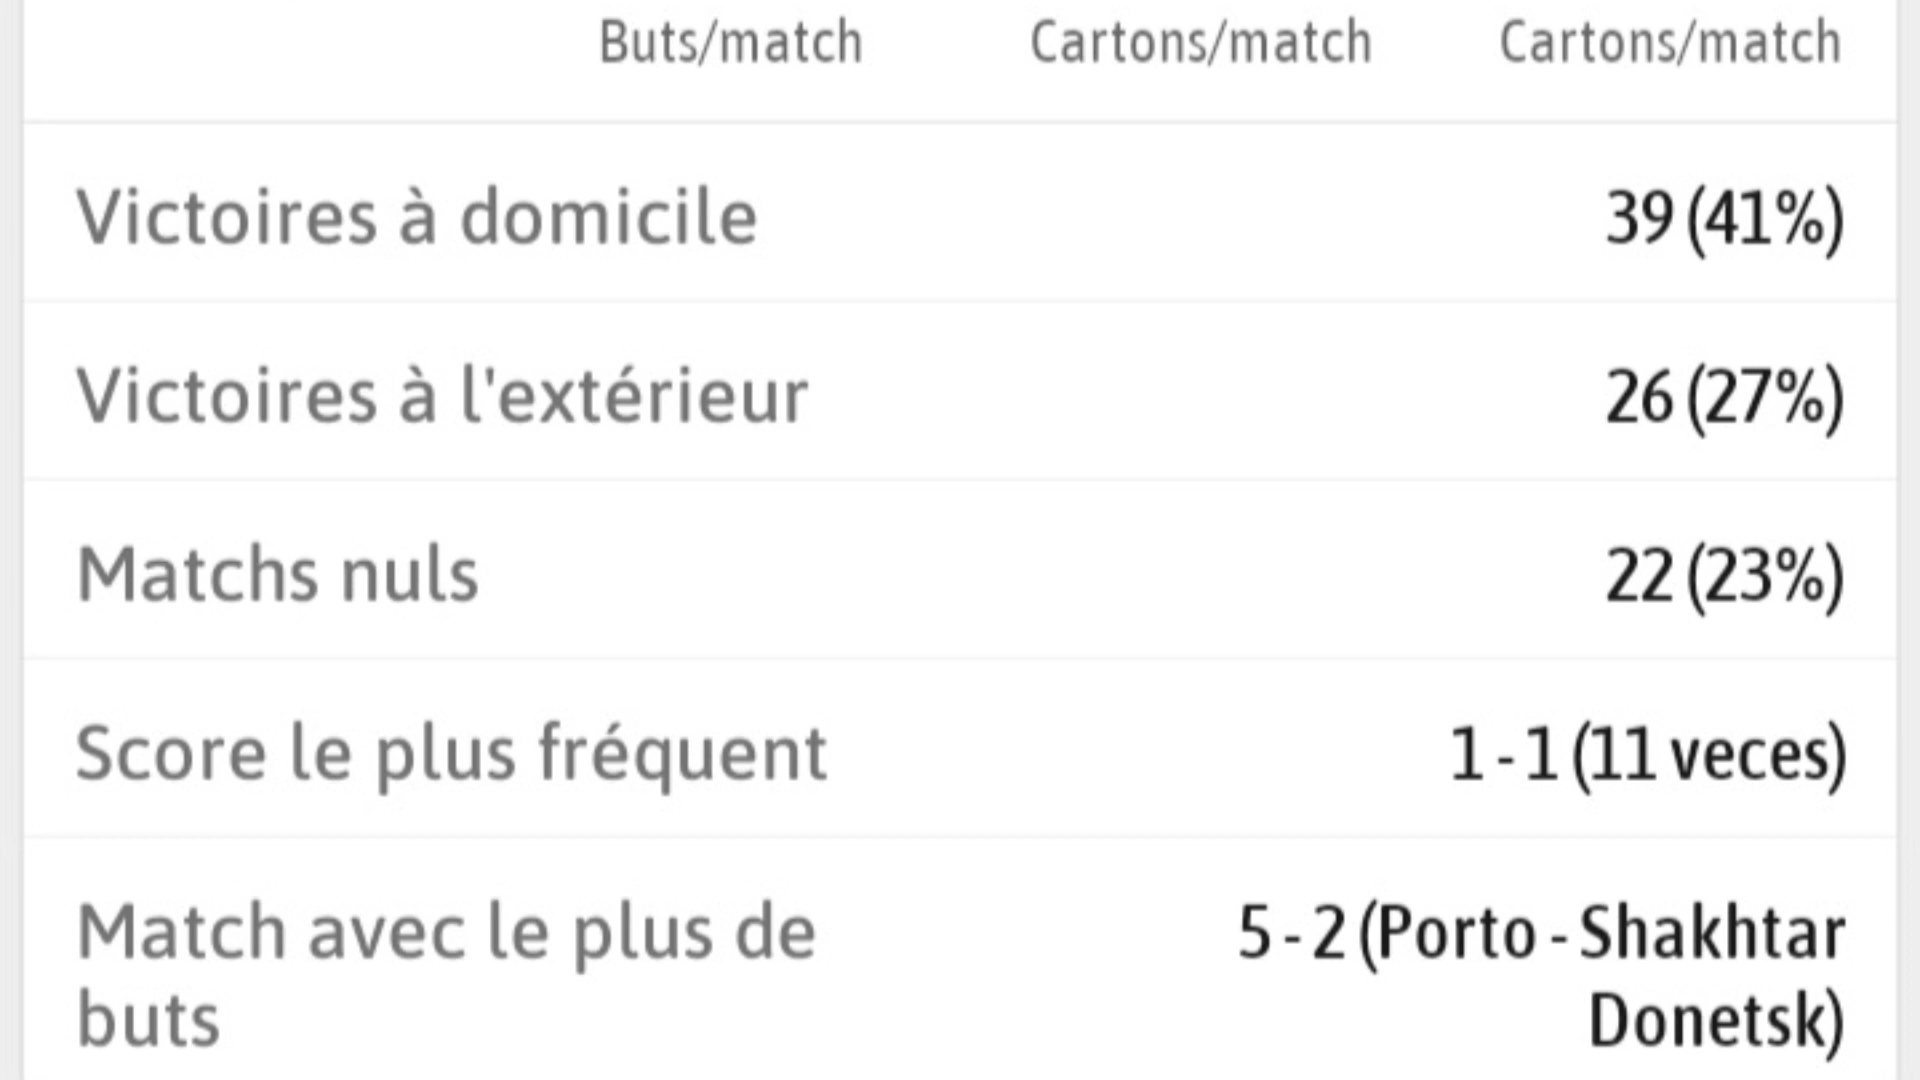 Buts/match Cartons/match Cartons/match
Victoires à domicile 39 (41%)
Victoires à l'extérieur 26 (27%)
Matchs nuls 22 (23%)
Score le plus fréquent 1 - 1 (11 veces)
Match avec le plus de 5 - 2 (Porto - Shakhtar
buts Donetsk)